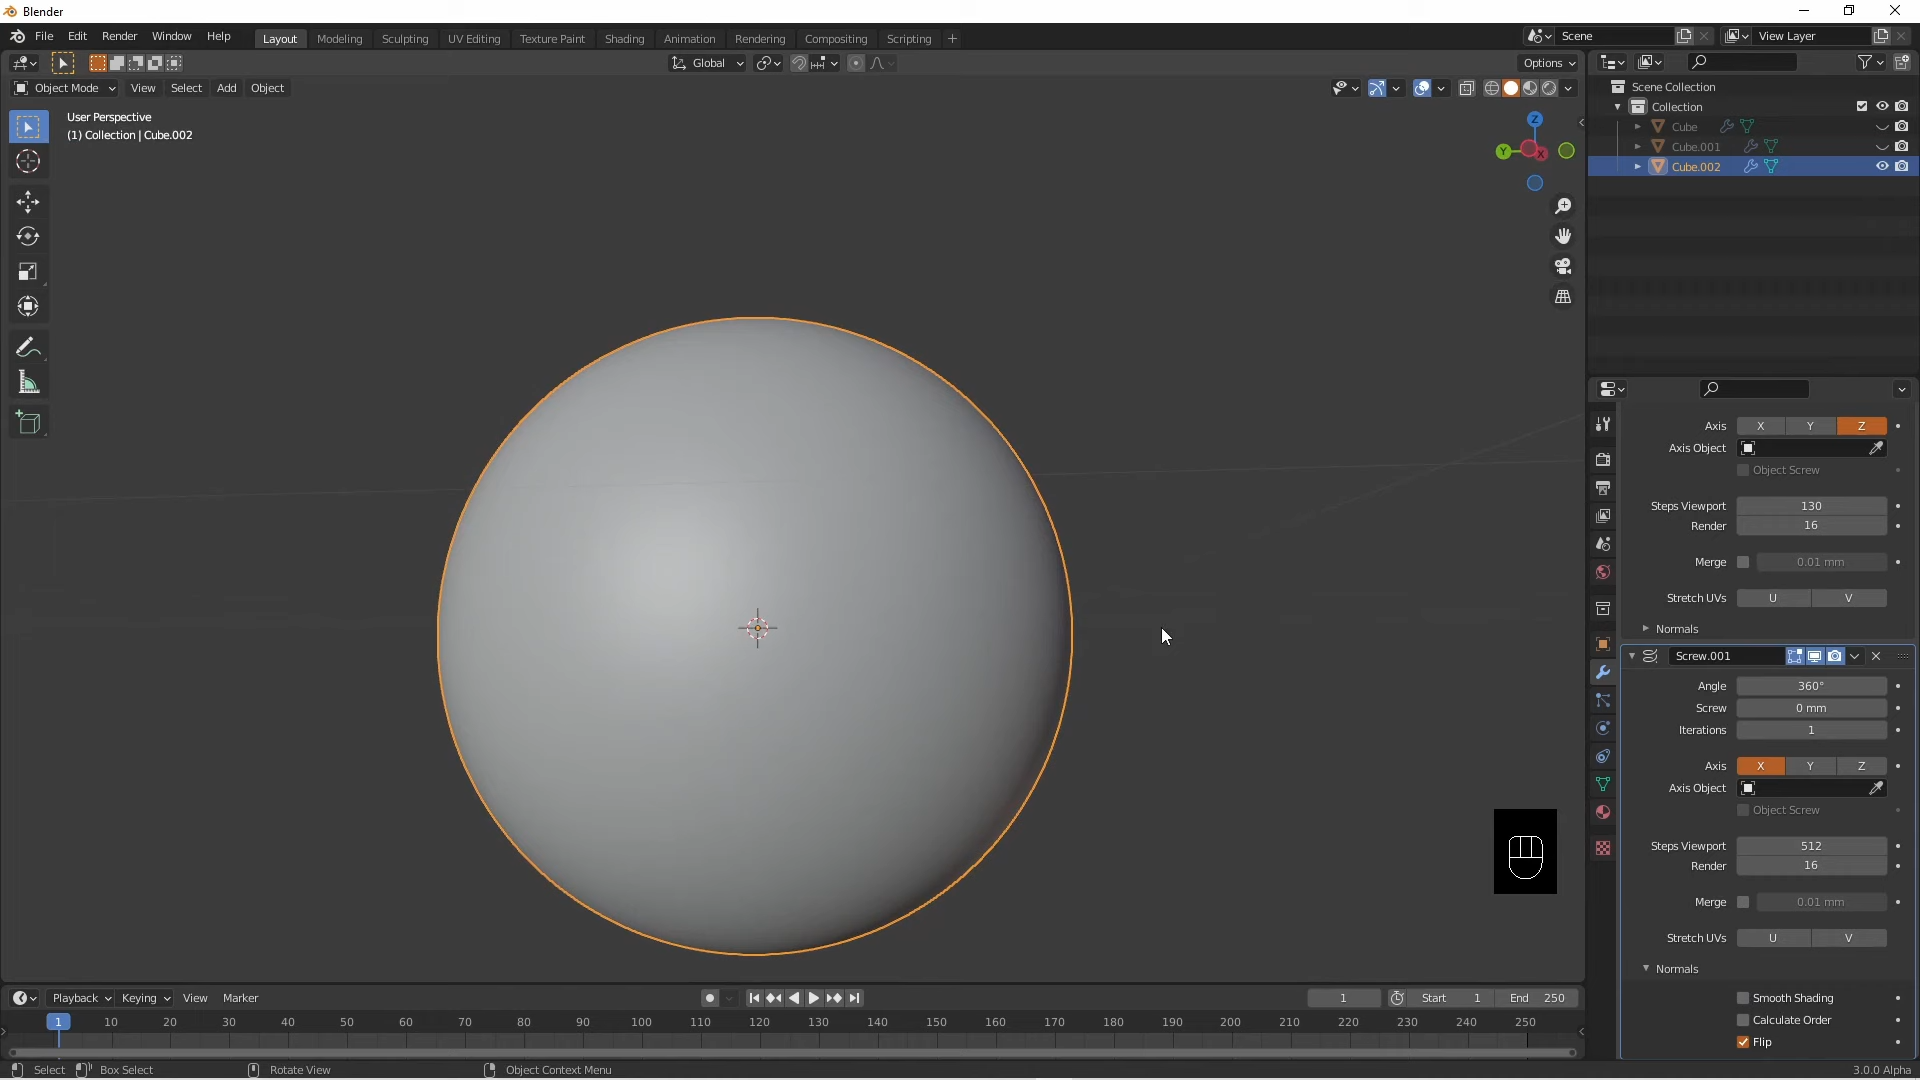 Blender
File Edit Render Window Help Layout Modeling Sculpting UV Editing Texture Paint Shading Animation Rendering Compositing Scripting + Scene View Layer
Global Options
Object Mode View Select Add Object
User Perspective
(1) Collection | Cube.002
Z
Y X
Scene Collection
Collection
Cube
Cube.001
Cube.002
Axis X Y Z
Axis Object
Object Screw
Steps Viewport 130
Render 16
Merge 0.01 mm
Stretch UVs U V
Normals
Screw.001
Angle 360°
Screw 0 mm
Iterations 1
Axis X Y Z
Axis Object
Object Screw
Steps Viewport 512
Render 16
Merge 0.01 mm
Stretch UVs U V
Normals
Smooth Shading
Calculate Order
Flip
Playback Keying View Marker 1 Start 1 End 250
1 10 20 30 40 50 60 70 80 90 100 110 120 130 140 150 160 170 180 190 200 210 220 230 240 250
Select Box Select Rotate View Object Context Menu 3.0.0 Alpha